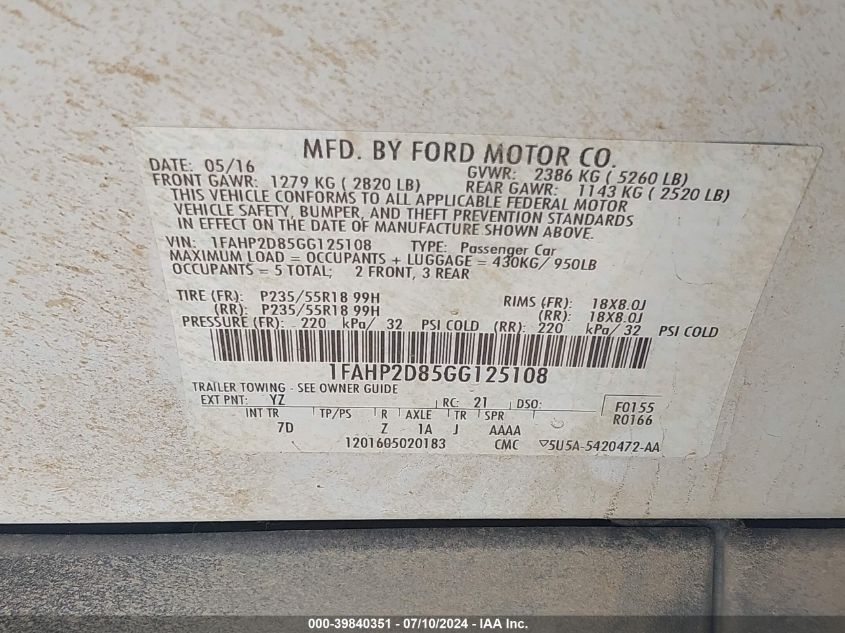 MFD. BY FORD MOTOR CO.
DATE: 05/16 GVWR: 2386 KG ( 5260 LB)
FRONT GAWR: 1279 KG ( 2820 LB) REAR GAWR: 1143 KG ( 2520 LB)
THIS VEHICLE CONFORMS TO ALL APPLICABLE FEDERAL MOTOR
VEHICLE SAFETY, BUMPER, AND THEFT PREVENTION STANDARDS
IN EFFECT ON THE DATE OF MANUFACTURE SHOWN ABOVE.
VIN: 1FAHP2D85GG125108 TYPE: Passenger Car
MAXIMUM LOAD = OCCUPANTS + LUGGAGE = 430KG/ 950LB
OCCUPANTS = 5 TOTAL; 2 FRONT, 3 REAR
TIRE (FR): P235/55R18 99H RIMS (FR): 18X8.0J
(RR): P235/55R18 99H (RR): 18X8.0J
PRESSURE (FR): 220 kPa/ 32 PSI COLD (RR): 220 kPa/ 32 PSI COLD
1FAHP2D85GG125108
TRAILER TOWING - SEE OWNER GUIDE
EXT PNT: YZ RC: 21 DSO: F0155
R0166
INT TR TP/PS R AXLE TR SPR
7D Z 1A J AAAA
1201605020183 CMC ▽5U5A-5420472-AA
000-39840351 - 07/10/2024 - IAA Inc.